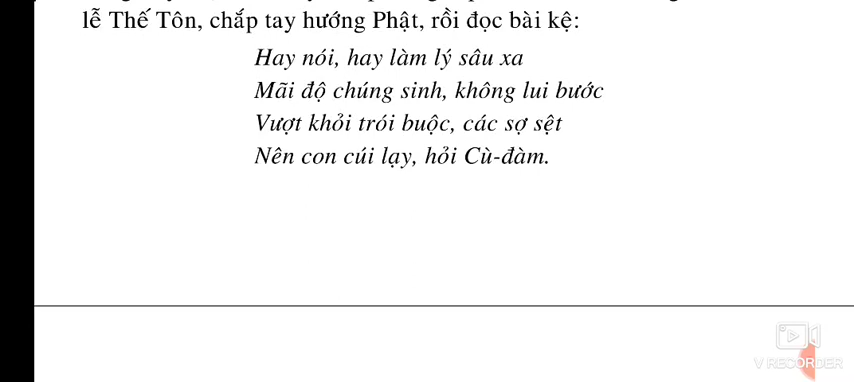 lễ Thế Tôn, chắp tay hướng Phật, rồi đọc bài kệ:
Hay nói, hay làm lý sâu xa
Mãi độ chúng sinh, không lui bước
Vượt khỏi trói buộc, các sợ sệt
Nên con cúi lạy, hỏi Cù-đàm.
V RECORDER